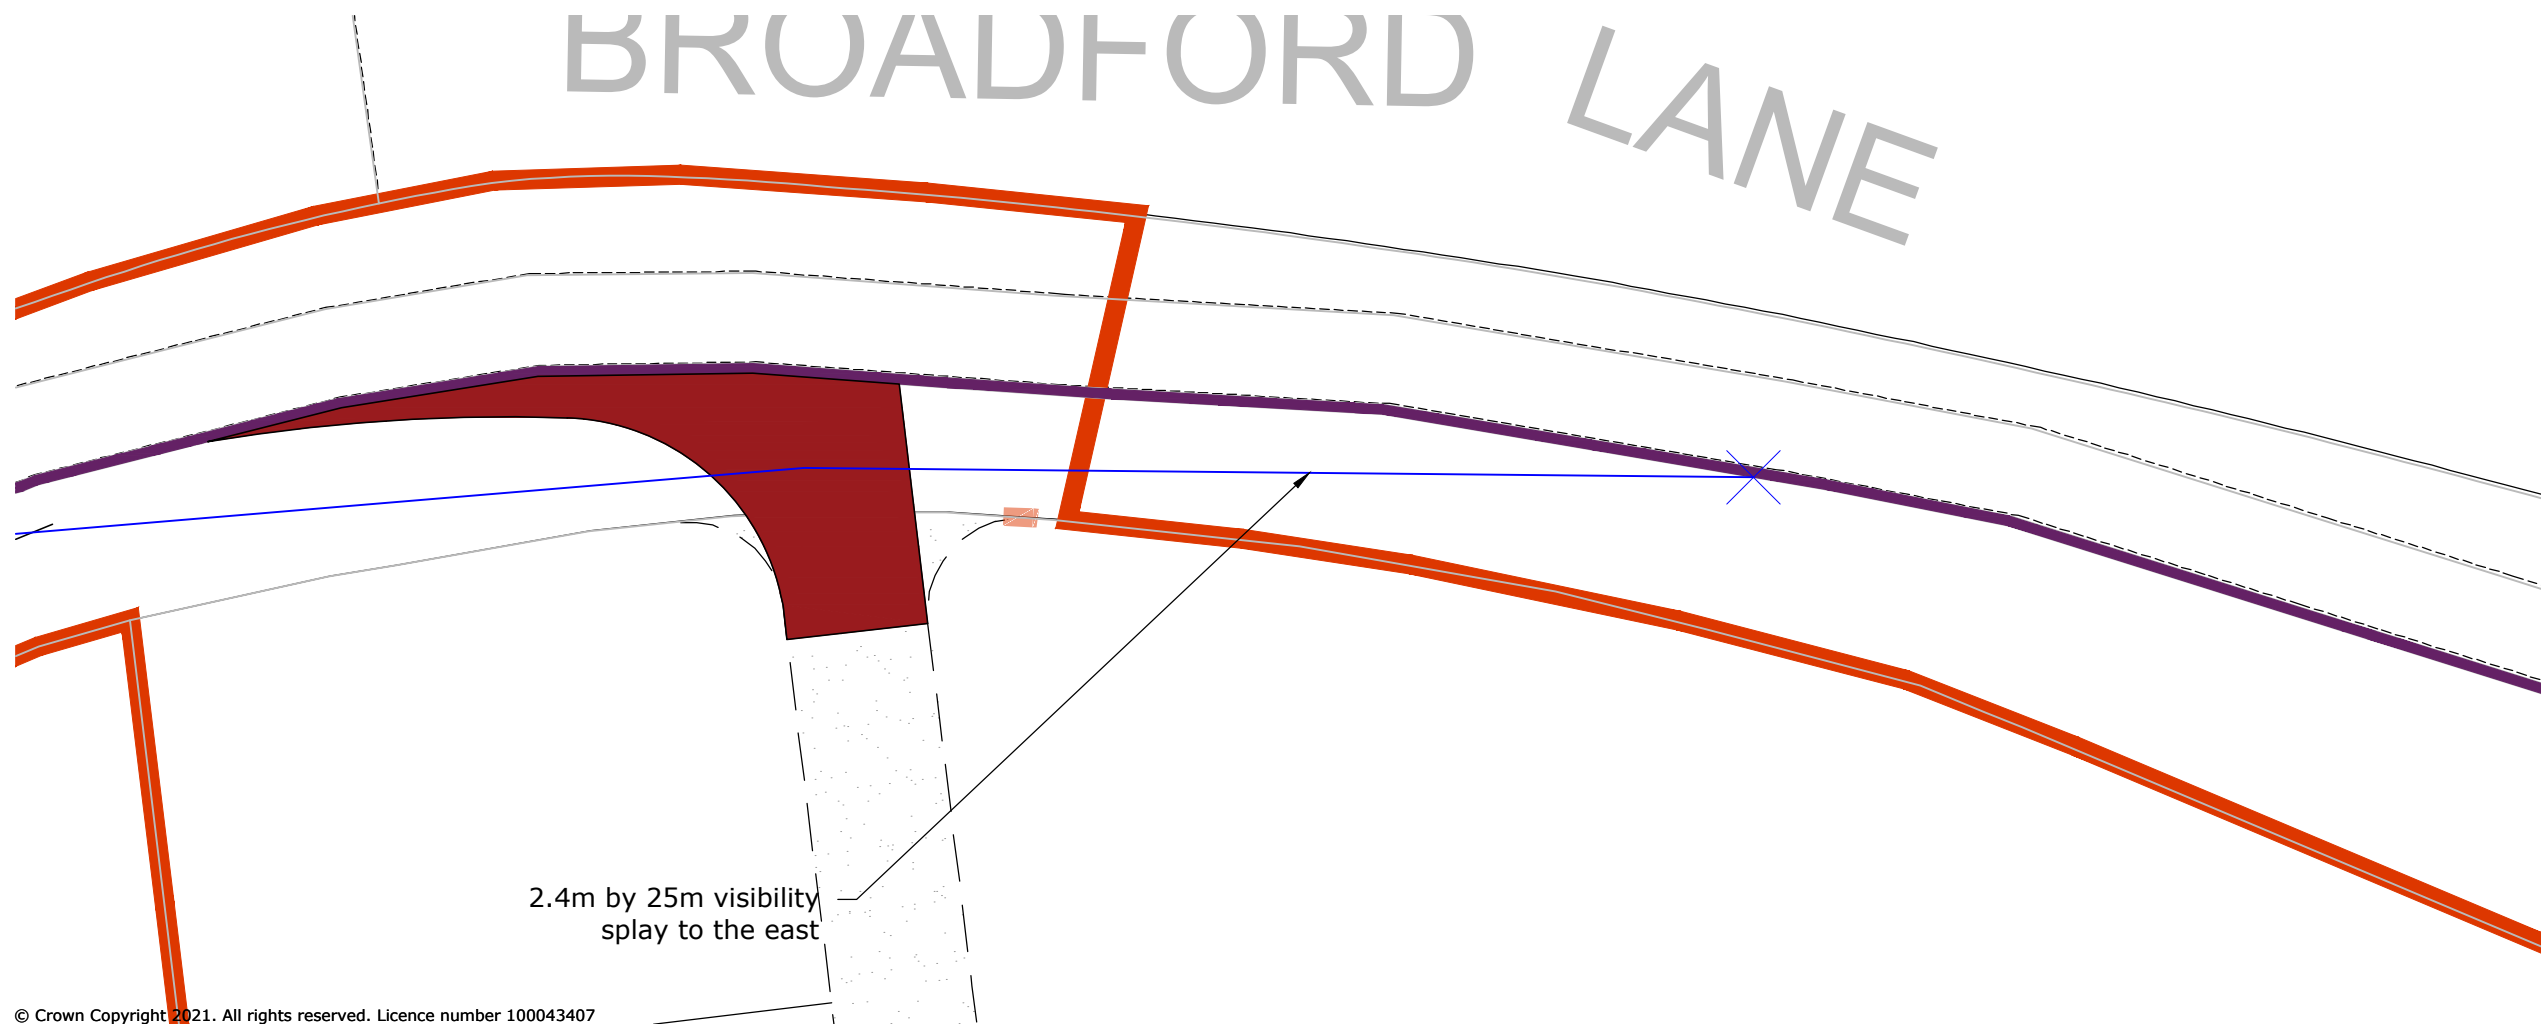 BROADFORD LANE
2.4m by 25m visibility
splay to the east
© Crown Copyright 2021. All rights reserved. Licence number 100043407